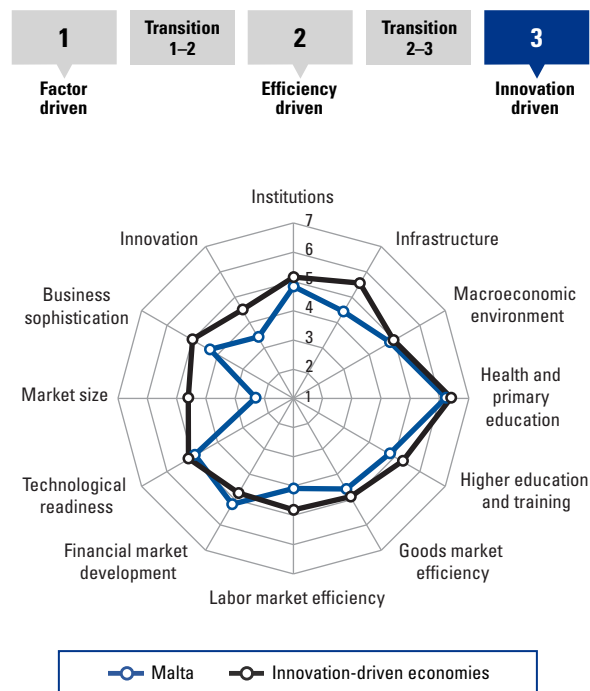 1
Transition
1–2
2
Transition
2–3
3
Factor
driven
Efficiency
driven
Innovation
driven
Institutions
7
Innovation
Infrastructure
6
5
Business
sophistication
Macroeconomic
environment
4
3
2
Market size
1
Health and
primary
education
Technological
readiness
Higher education
and training
Financial market
development
Goods market
efficiency
Labor market efficiency
Malta
Innovation-driven economies